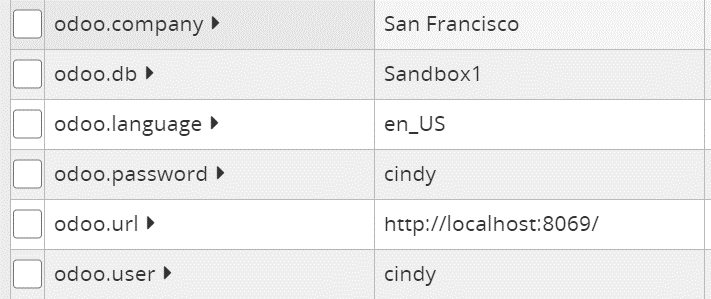 odoo.company San Francisco
odoo.db Sandbox1
odoo.language en_US
odoo.password cindy
odoo.url http://localhost:8069/
odoo.user cindy